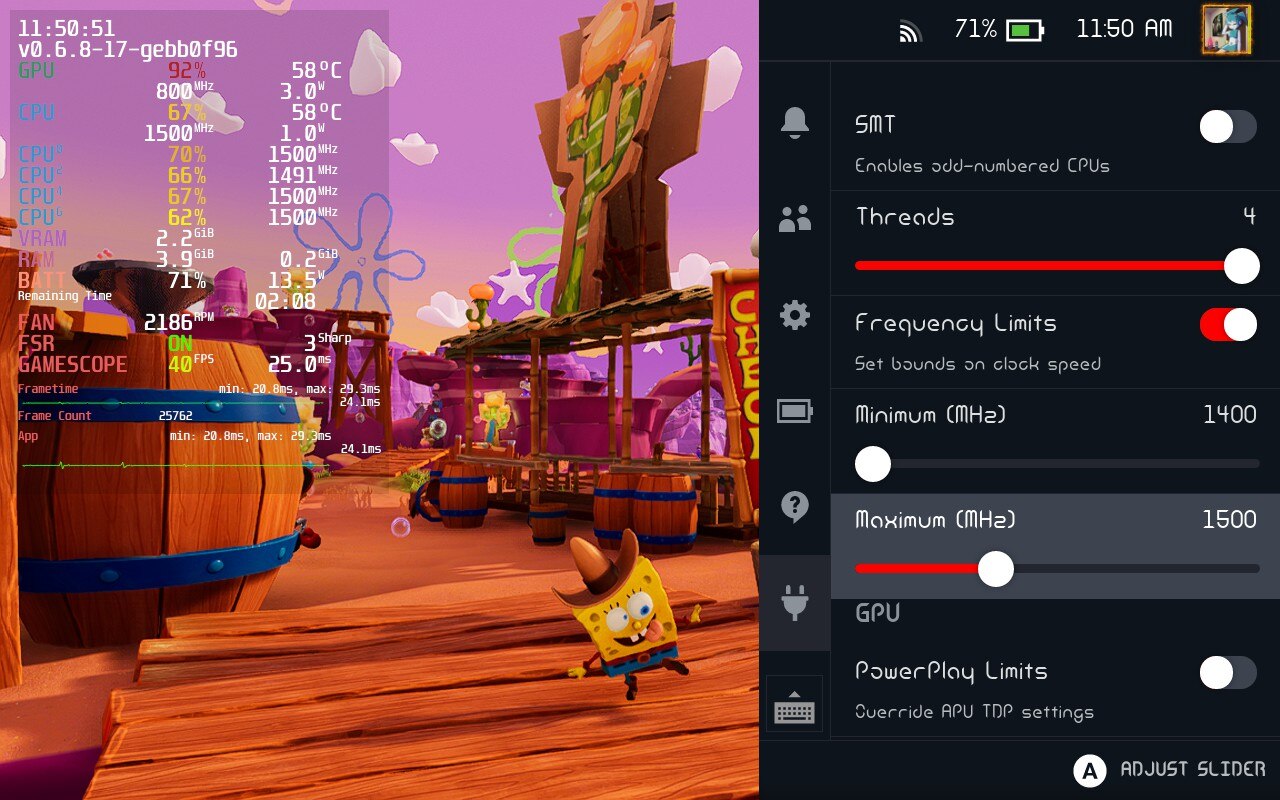 11:50:51
v0.6.8-17-gebb0f96
GPU 92% 58°C
800MHz 3.0W
CPU 67% 58°C
1500MHz 1.0W
CPU0 70% 1500MHz
CPU2 66% 1491MHz
CPU4 67% 1500MHz
CPU6 62% 1500MHz
VRAM 2.2GiB
RAM 3.9GiB 0.2GiB
BATT 71% 13.5W
Remaining Time 02:08
FAN 2186RPM
FSR ON 3Sharp
GAMESCOPE 40FPS 25.0ms
Frametime min: 20.8ms, max: 29.3ms
24.1ms
Frame Count 25762
App min: 20.8ms, max: 29.3ms
24.1ms
71% 11:50 AM
SMT
Enables odd-numbered CPUs
Threads 4
Frequency Limits
Set bounds on clock speed
Minimum (MHz) 1400
Maximum (MHz) 1500
GPU
PowerPlay Limits
Override APU TDP settings
A ADJUST SLIDER